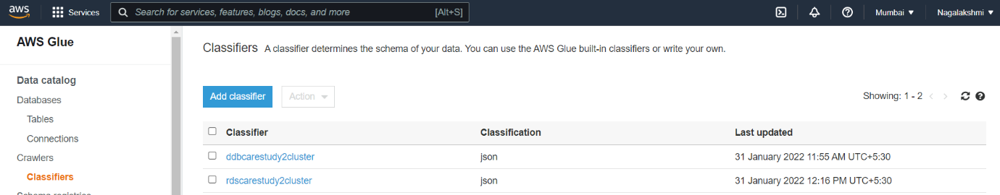 aws Services Search for services, features, blogs, docs, and more [Alt+S] Mumbai Nagalakshmi
AWS Glue
Data catalog
Databases
Tables
Connections
Crawlers
Classifiers
Schema registries
Classifiers A classifier determines the schema of your data. You can use the AWS Glue built-in classifiers or write your own.
Add classifier Action Showing: 1 - 2
Classifier Classification Last updated
ddbcarestudy2cluster json 31 January 2022 11:55 AM UTC+5:30
rdscarestudy2cluster json 31 January 2022 12:16 PM UTC+5:30